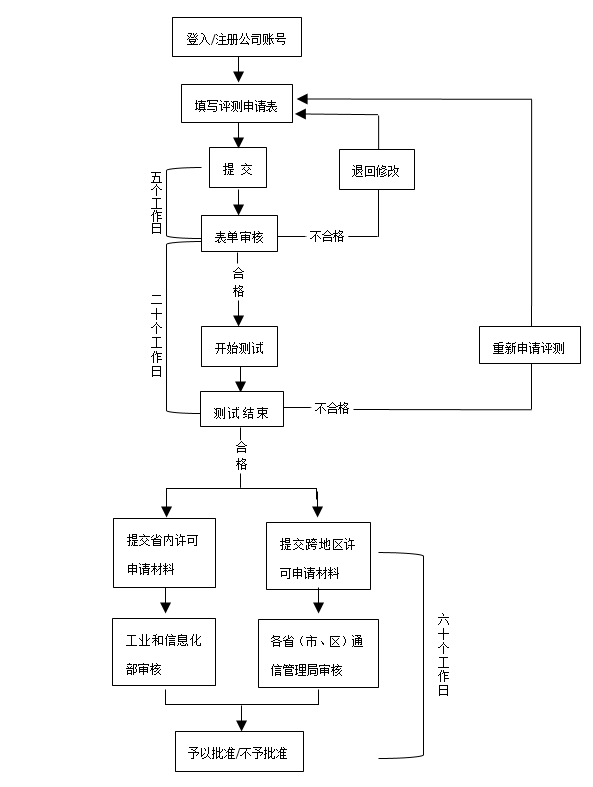 登入/注册公司账号
填写评测申请表
提 交
退回修改
五个工作日
表单审核
不合格
合格
二十个工作日
开始测试
重新申请评测
测试结束
不合格
合格
提交省内许可
申请材料
提交跨地区许
可申请材料
工业和信息化
部审核
各省（市、区）通
信管理局审核
六十个工作日
予以批准/不予批准